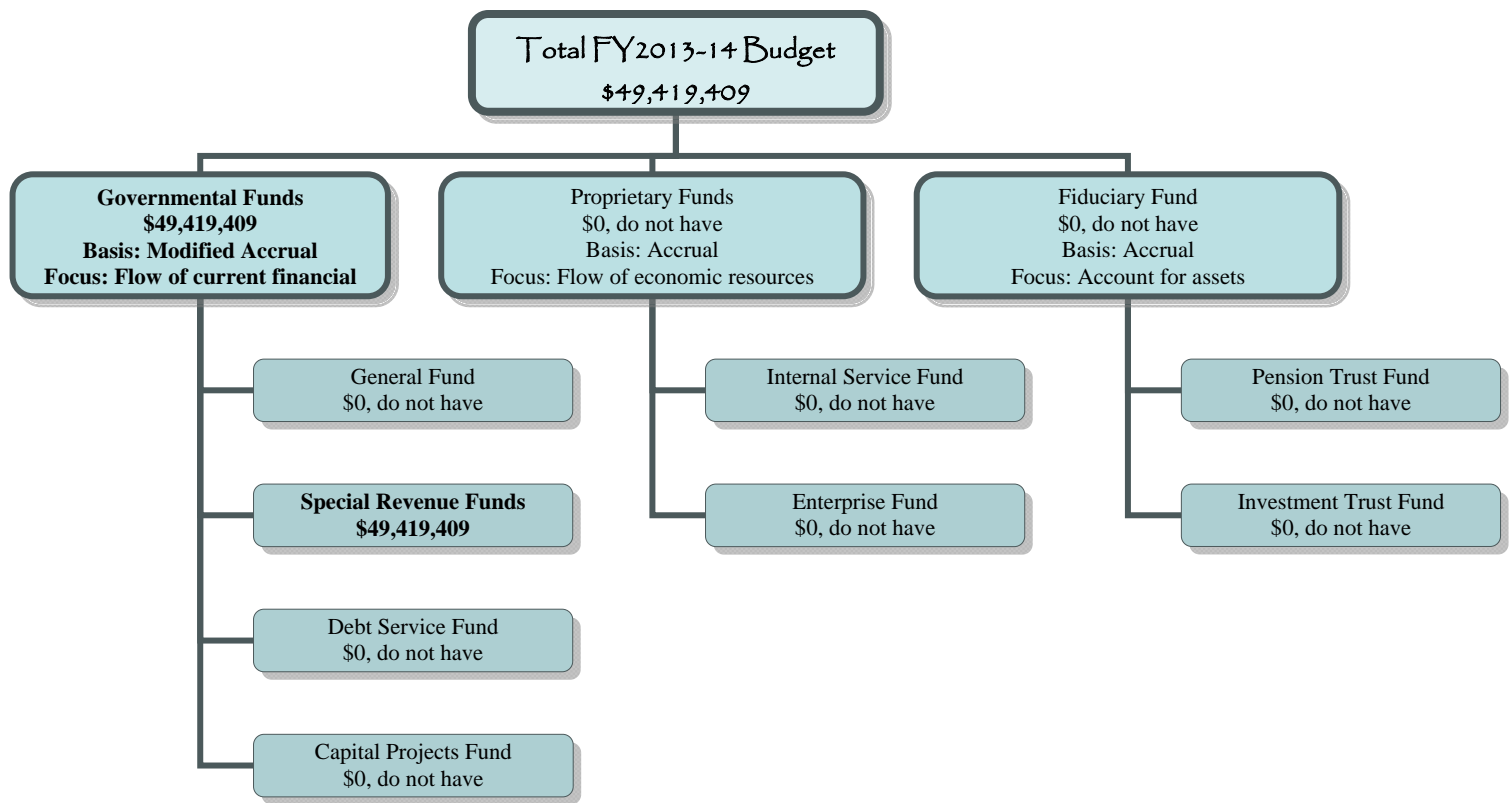 Total FY2013-14 Budget
$49,419,409
Governmental Funds
$49,419,409
Basis: Modified Accrual
Focus: Flow of current financial
Proprietary Funds
$0, do not have
Basis: Accrual
Focus: Flow of economic resources
Fiduciary Fund
$0, do not have
Basis: Accrual
Focus: Account for assets
General Fund
$0, do not have
Internal Service Fund
$0, do not have
Pension Trust Fund
$0, do not have
Special Revenue Funds
$49,419,409
Enterprise Fund
$0, do not have
Investment Trust Fund
$0, do not have
Debt Service Fund
$0, do not have
Capital Projects Fund
$0, do not have